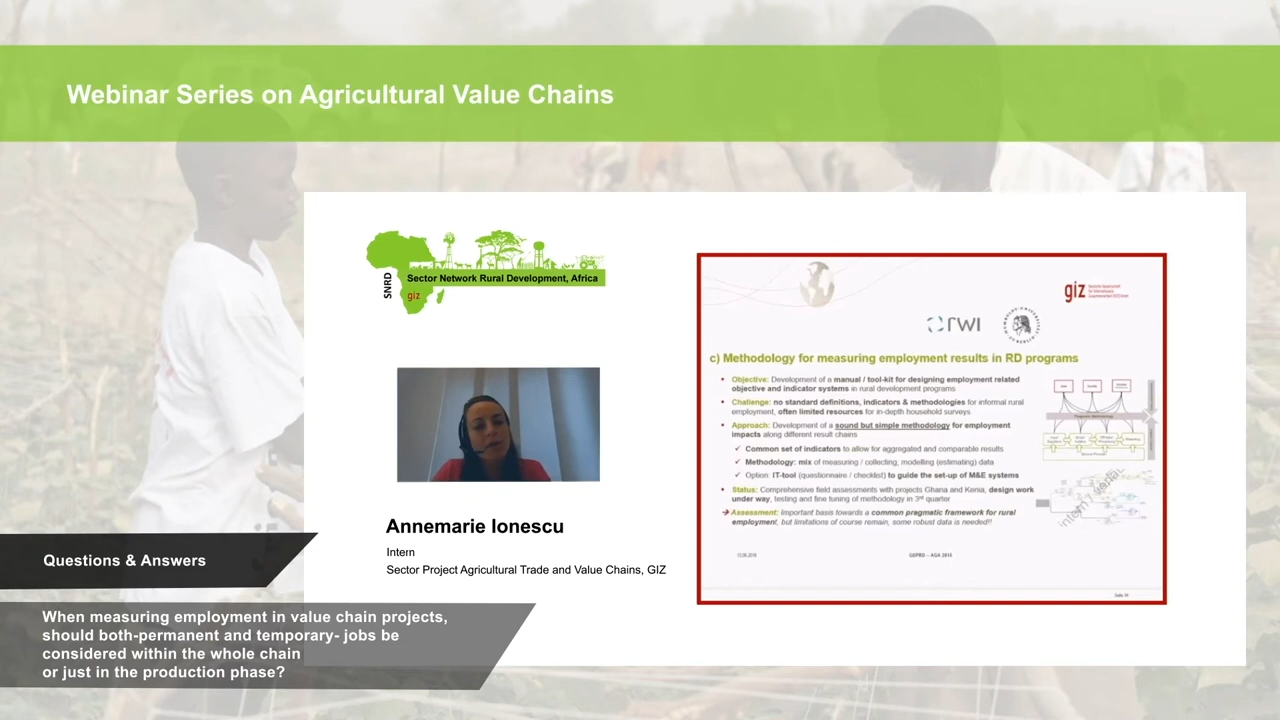 Webinar Series on Agricultural Value Chains
SNRD
Sector Network Rural Development, Africa
giz
Annemarie Ionescu
Intern
Sector Project Agricultural Trade and Value Chains, GIZ
Questions & Answers
When measuring employment in value chain projects,
should both-permanent and temporary- jobs be
considered within the whole chain
or just in the production phase?
giz
rwi
c) Methodology for measuring employment results in RD programs
Objective: Development of a manual / tool-kit for designing employment related
objective and indicator systems in rural development programs
Challenge: no standard definitions, indicators & methodologies for informal rural
employment, often limited resources for in-depth household surveys
Approach: Development of a sound but simple methodology for employment
impacts along different result chains
✓ Common set of indicators to allow for aggregated and comparable results
✓ Methodology: mix of measuring / collecting, modelling (estimating) data
✓ Option: IT-tool (questionnaire / checklist) to guide the set-up of M&E systems
Status: Comprehensive field assessments with projects Ghana and Kenia, design work
under way, testing and fine tuning of methodology in 3rd quarter
Assessment: Important basis towards a common pragmatic framework for rural
employment, but limitations of course remain, some robust data is needed!!